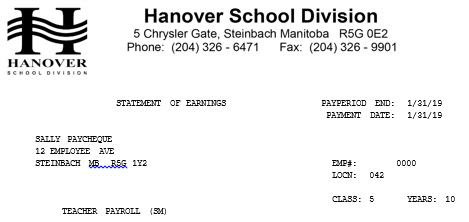 Hanover School Division
5 Chrysler Gate, Steinbach Manitoba R5G 0E2
Phone: (204) 326 - 6471 Fax: (204) 326 - 9901
HANOVER
SCHOOL DIVISION
STATEMENT OF EARNINGS PAYPERIOD END: 1/31/19
PAYMENT DATE: 1/31/19
SALLY PAYCHEQUE
12 EMPLOYEE AVE
STEINBACH MB R5G 1Y2 EMP#: 0000
LOCN: 042
CLASS: 5 YEARS: 10
TEACHER PAYROLL (SM)